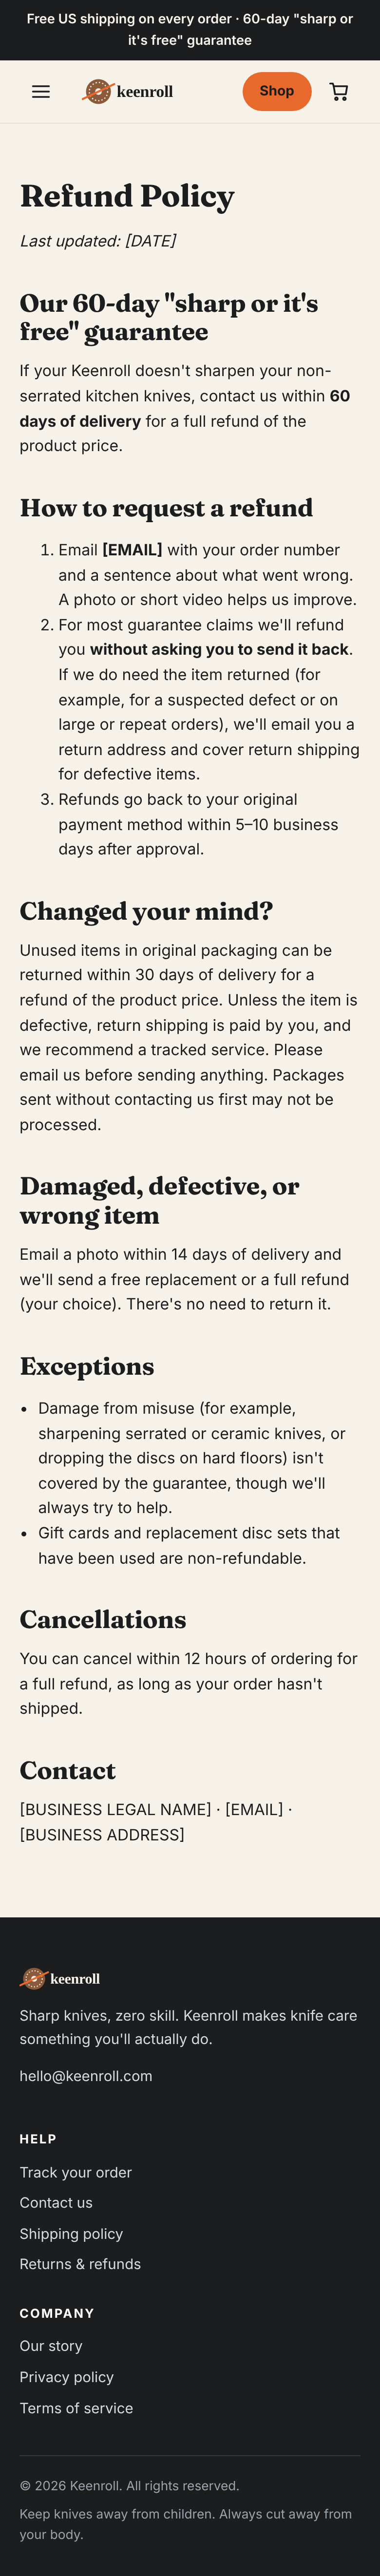 Free US shipping on every order · 60-day "sharp or
it's free" guarantee
keenroll
Shop
Refund Policy
Last updated: [DATE]
Our 60-day "sharp or it's
free" guarantee
If your Keenroll doesn't sharpen your non-
serrated kitchen knives, contact us within 60
days of delivery for a full refund of the
product price.
How to request a refund
1. Email [EMAIL] with your order number
and a sentence about what went wrong.
A photo or short video helps us improve.
2. For most guarantee claims we'll refund
you without asking you to send it back.
If we do need the item returned (for
example, for a suspected defect or on
large or repeat orders), we'll email you a
return address and cover return shipping
for defective items.
3. Refunds go back to your original
payment method within 5–10 business
days after approval.
Changed your mind?
Unused items in original packaging can be
returned within 30 days of delivery for a
refund of the product price. Unless the item is
defective, return shipping is paid by you, and
we recommend a tracked service. Please
email us before sending anything. Packages
sent without contacting us first may not be
processed.
Damaged, defective, or
wrong item
Email a photo within 14 days of delivery and
we'll send a free replacement or a full refund
(your choice). There's no need to return it.
Exceptions
• Damage from misuse (for example,
sharpening serrated or ceramic knives, or
dropping the discs on hard floors) isn't
covered by the guarantee, though we'll
always try to help.
• Gift cards and replacement disc sets that
have been used are non-refundable.
Cancellations
You can cancel within 12 hours of ordering for
a full refund, as long as your order hasn't
shipped.
Contact
[BUSINESS LEGAL NAME] · [EMAIL] ·
[BUSINESS ADDRESS]
keenroll
Sharp knives, zero skill. Keenroll makes knife care
something you'll actually do.
hello@keenroll.com
HELP
Track your order
Contact us
Shipping policy
Returns & refunds
COMPANY
Our story
Privacy policy
Terms of service
© 2026 Keenroll. All rights reserved.
Keep knives away from children. Always cut away from
your body.